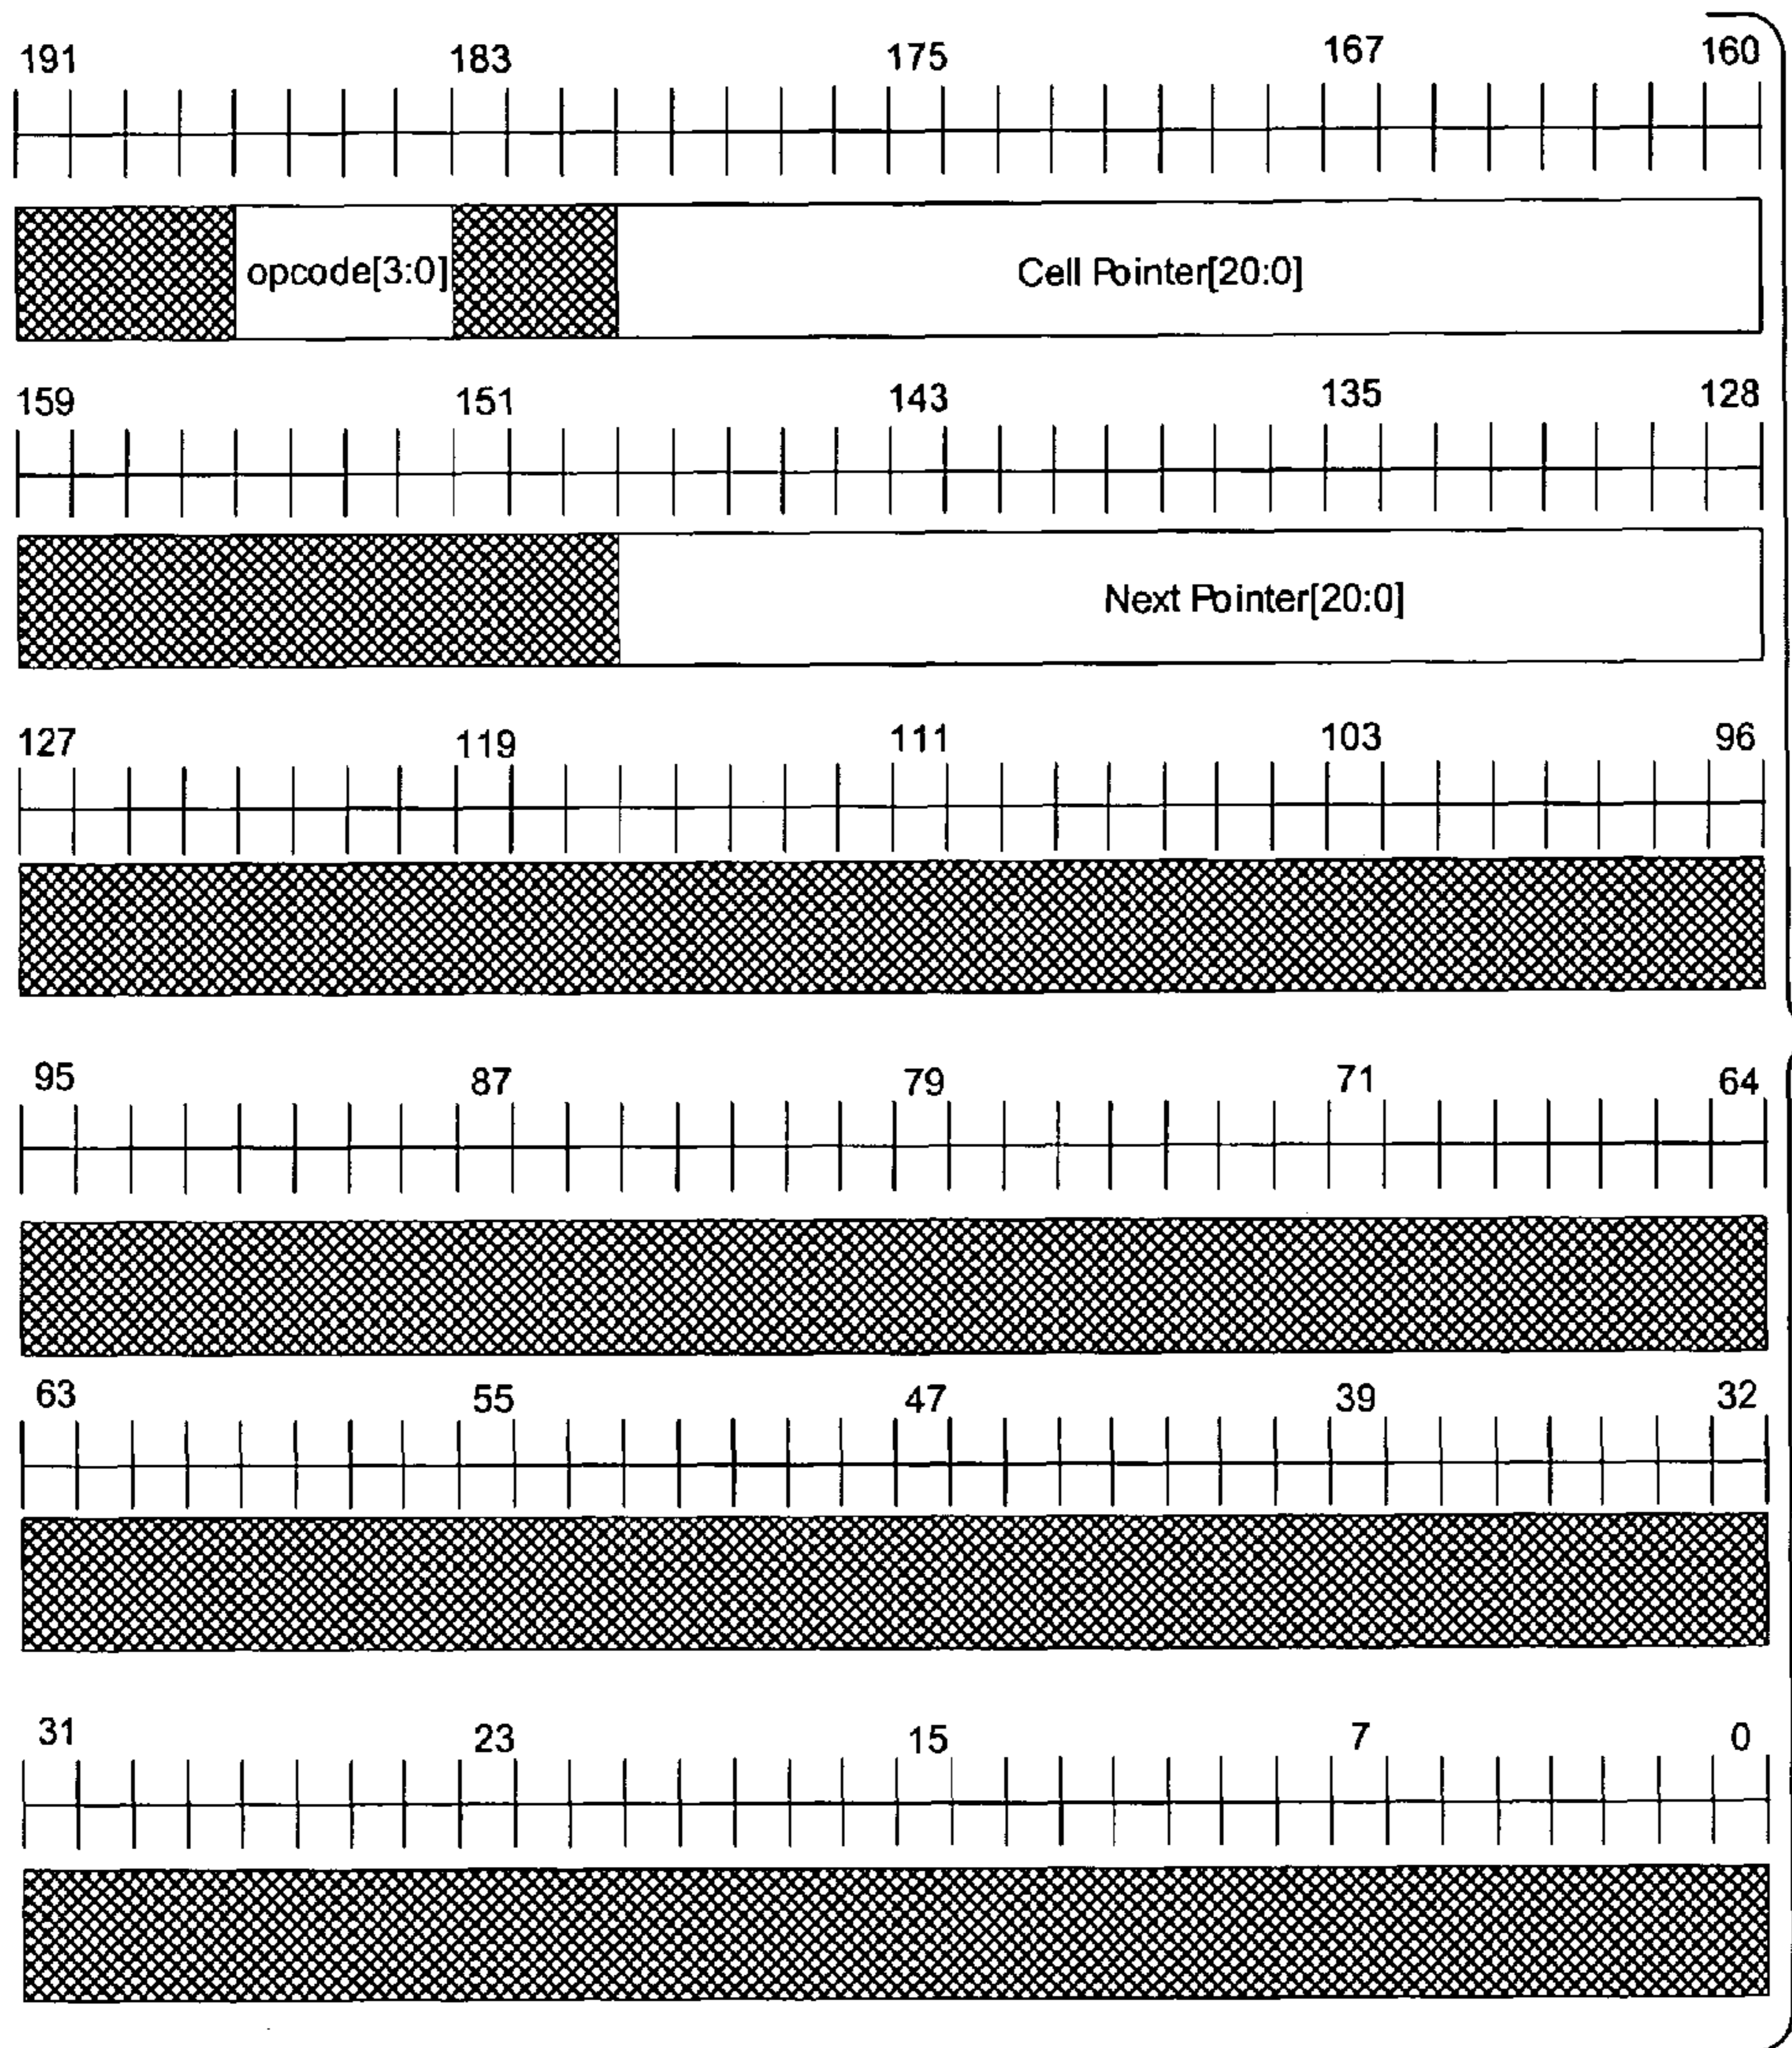 191 183 175 167 160
opcode[3:0] Cell Pointer[20:0]
159 151 143 135 128
Next Pointer[20:0]
127 119 111 103 96
95 87 79 71 64
63 55 47 39 32
31 23 15 7 0